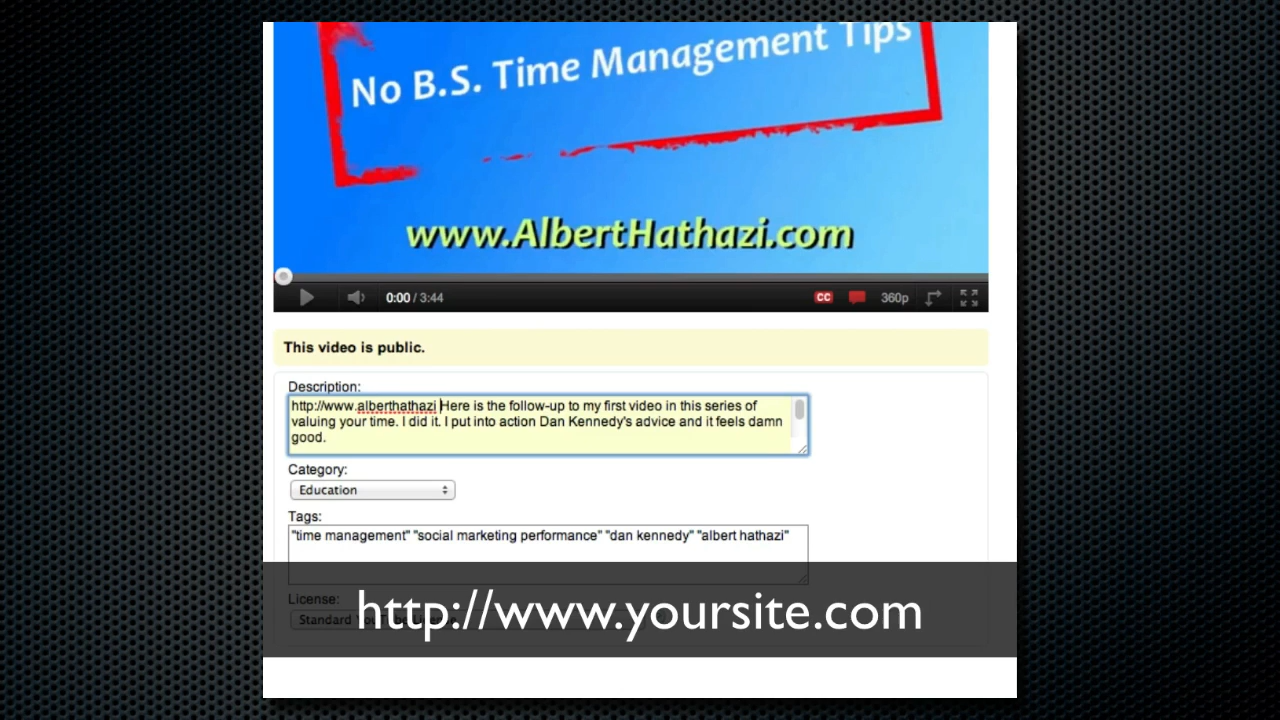 No B.S. Time Management Tips
www.AlbertHathazi.com
0:00 / 3:44
CC
360p
This video is public.
Description:
http://www.alberthathazi Here is the follow-up to my first video in this series of
valuing your time. I did it. I put into action Dan Kennedy's advice and it feels damn
good.
Category:
Education
Tags:
"time management" "social marketing performance" "dan kennedy" "albert hathazi"
License:
Standard
http://www.yoursite.com